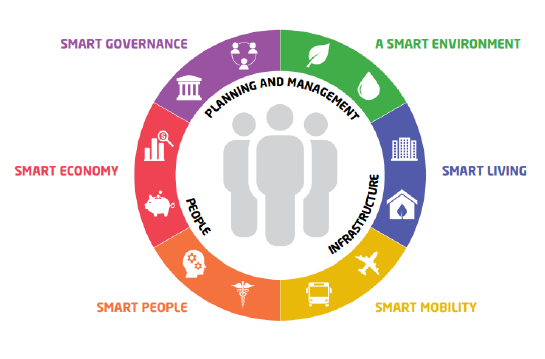 SMART GOVERNANCE
A SMART ENVIRONMENT
PLANNING AND MANAGEMENT
SMART ECONOMY
SMART LIVING
PEOPLE
INFRASTRUCTURE
SMART PEOPLE
SMART MOBILITY